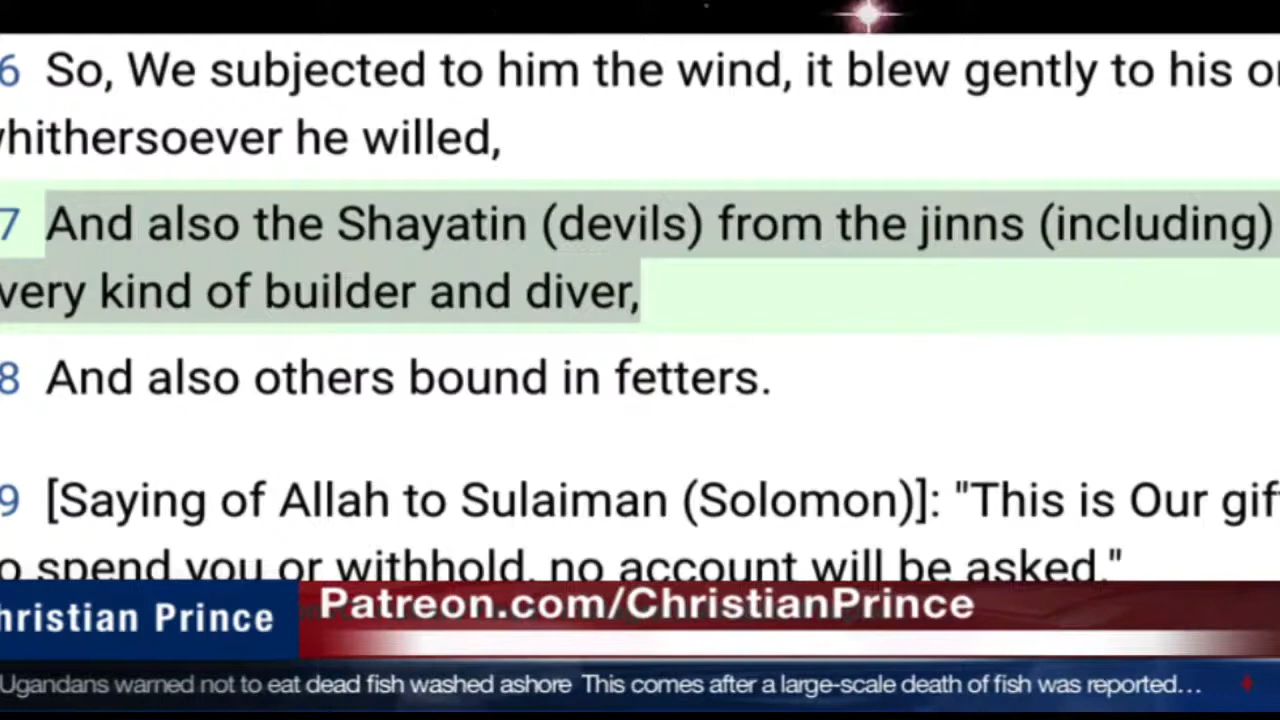 6 So, We subjected to him the wind, it blew gently to his or
whithersoever he willed,
7 And also the Shayatin (devils) from the jinns (including)
very kind of builder and diver,
8 And also others bound in fetters.
9 [Saying of Allah to Sulaiman (Solomon)]: "This is Our gif
o spend you or withhold, no account will be asked."
hristian Prince
Patreon.com/ChristianPrince
Ugandans warned not to eat dead fish washed ashore This comes after a large-scale death of fish was reported...